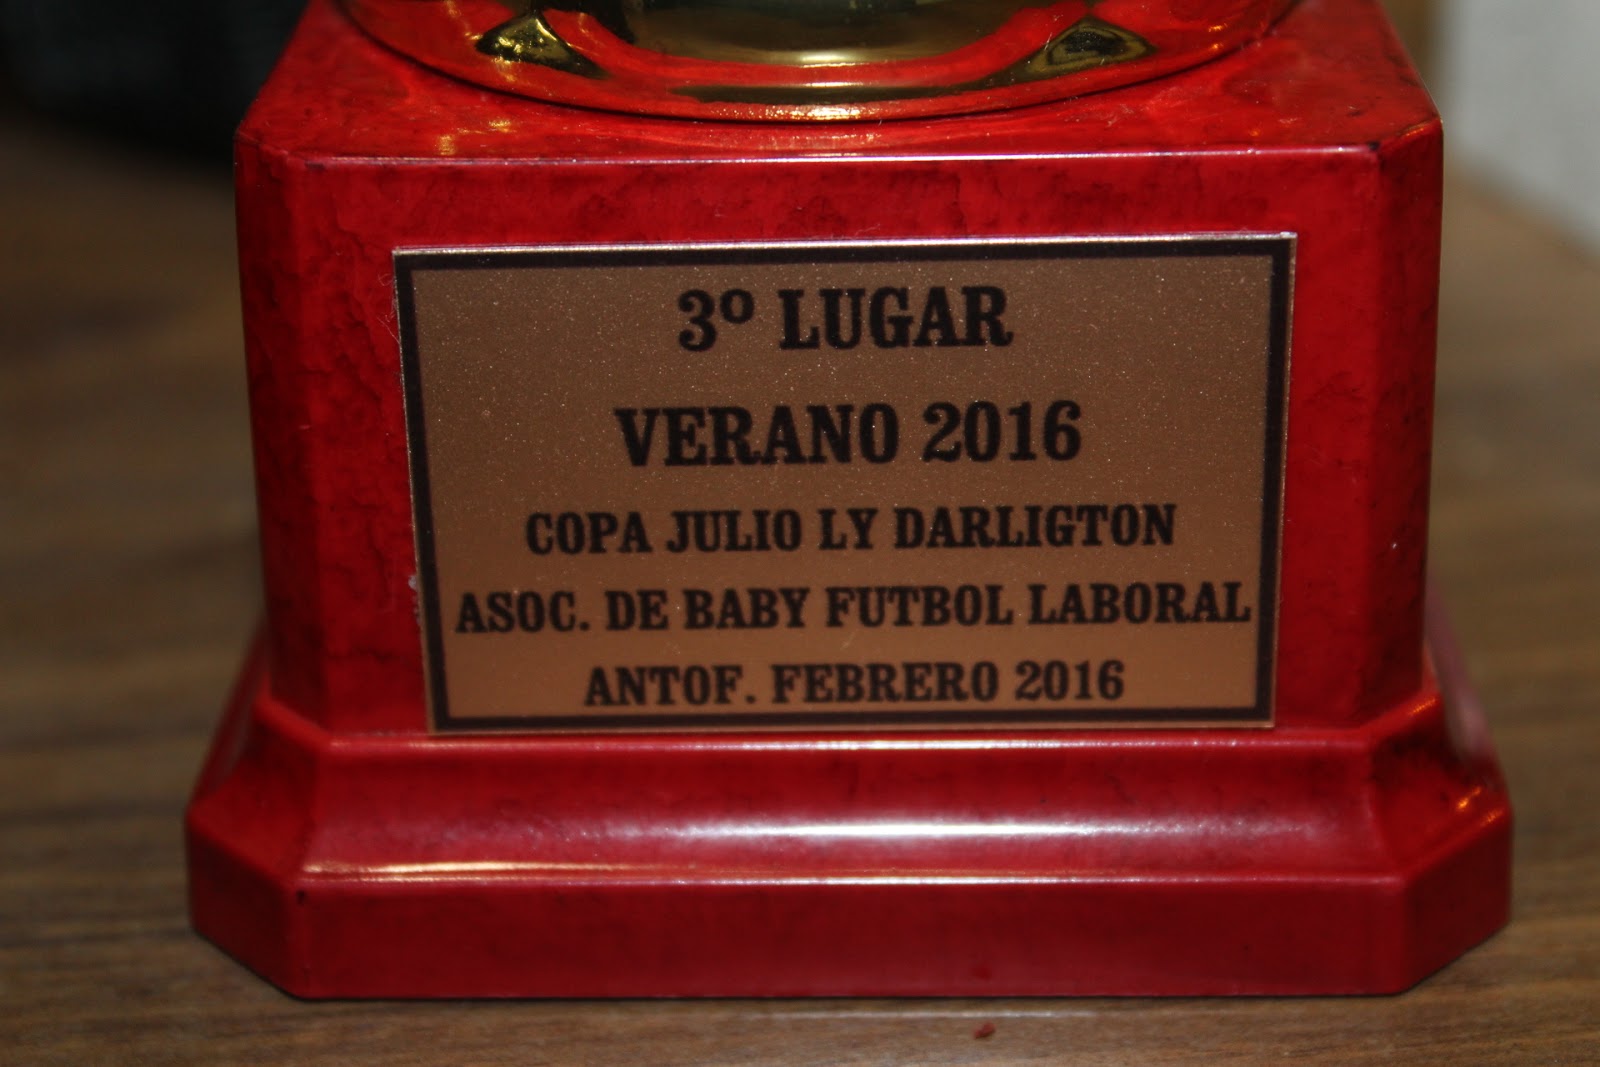 3º LUGAR
VERANO 2016
COPA JULIO LY DARLIGTON
ASOC. DE BABY FUTBOL LABORAL
ANTOF. FEBRERO 2016